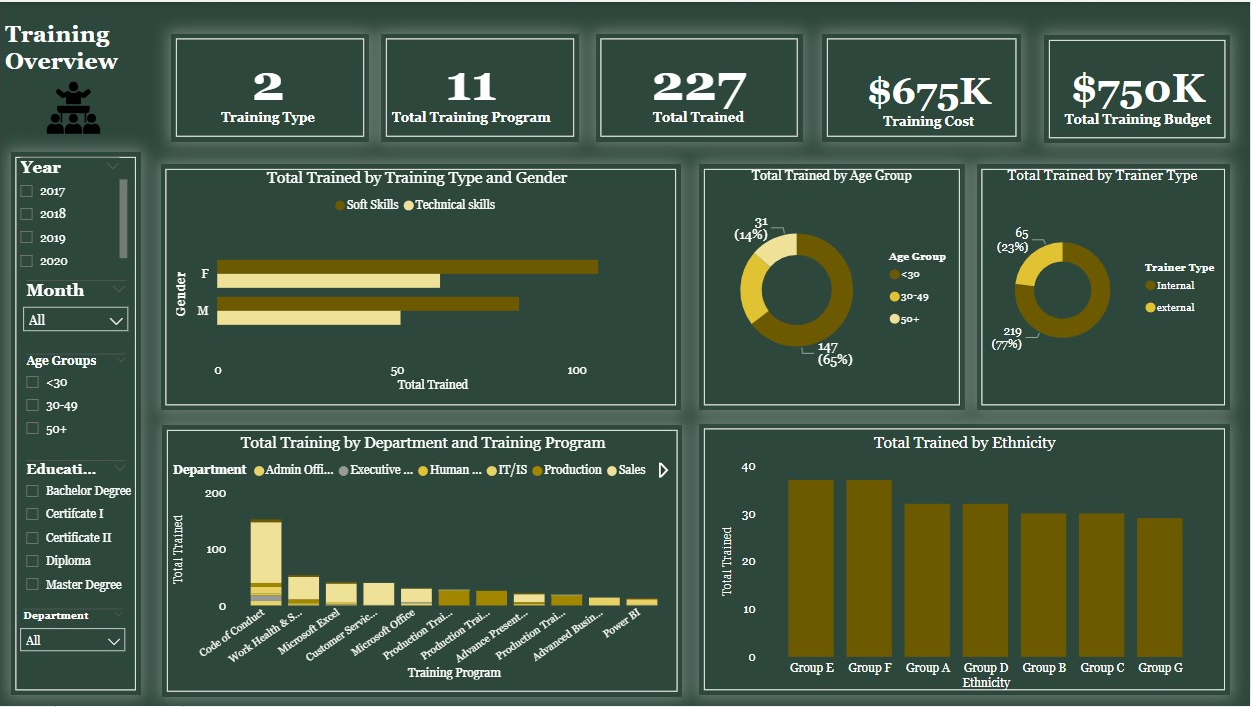 Training
Overview
2
Training Type
11
Total Training Program
227
Total Trained
$675K
Training Cost
$750K
Total Training Budget
Year
2017
2018
2019
2020
Month
All
Age Groups
<30
30-49
50+
Educati...
Bachelor Degree
Certifcate I
Certificate II
Diploma
Master Degree
Department
All
Total Trained by Training Type and Gender
Soft Skills Technical skills
Gender
F
M
0 50 100
Total Trained
Total Trained by Age Group
31
(14%)
147
(65%)
Age Group
<30
30-49
50+
Total Trained by Trainer Type
65
(23%)
219
(77%)
Trainer Type
Internal
external
Total Training by Department and Training Program
Department Admin Offi... Executive ... Human ... IT/IS Production Sales
Total Trained
200
100
0
Code of Conduct
Work Health & S...
Microsoft Excel
Customer Servic...
Microsoft Office
Production Trai...
Production Trai...
Advance Present...
Production Trai...
Advanced Busin...
Power BI
Training Program
Total Trained by Ethnicity
Total Trained
40
30
20
10
0
Group E Group F Group A Group D Group B Group C Group G
Ethnicity